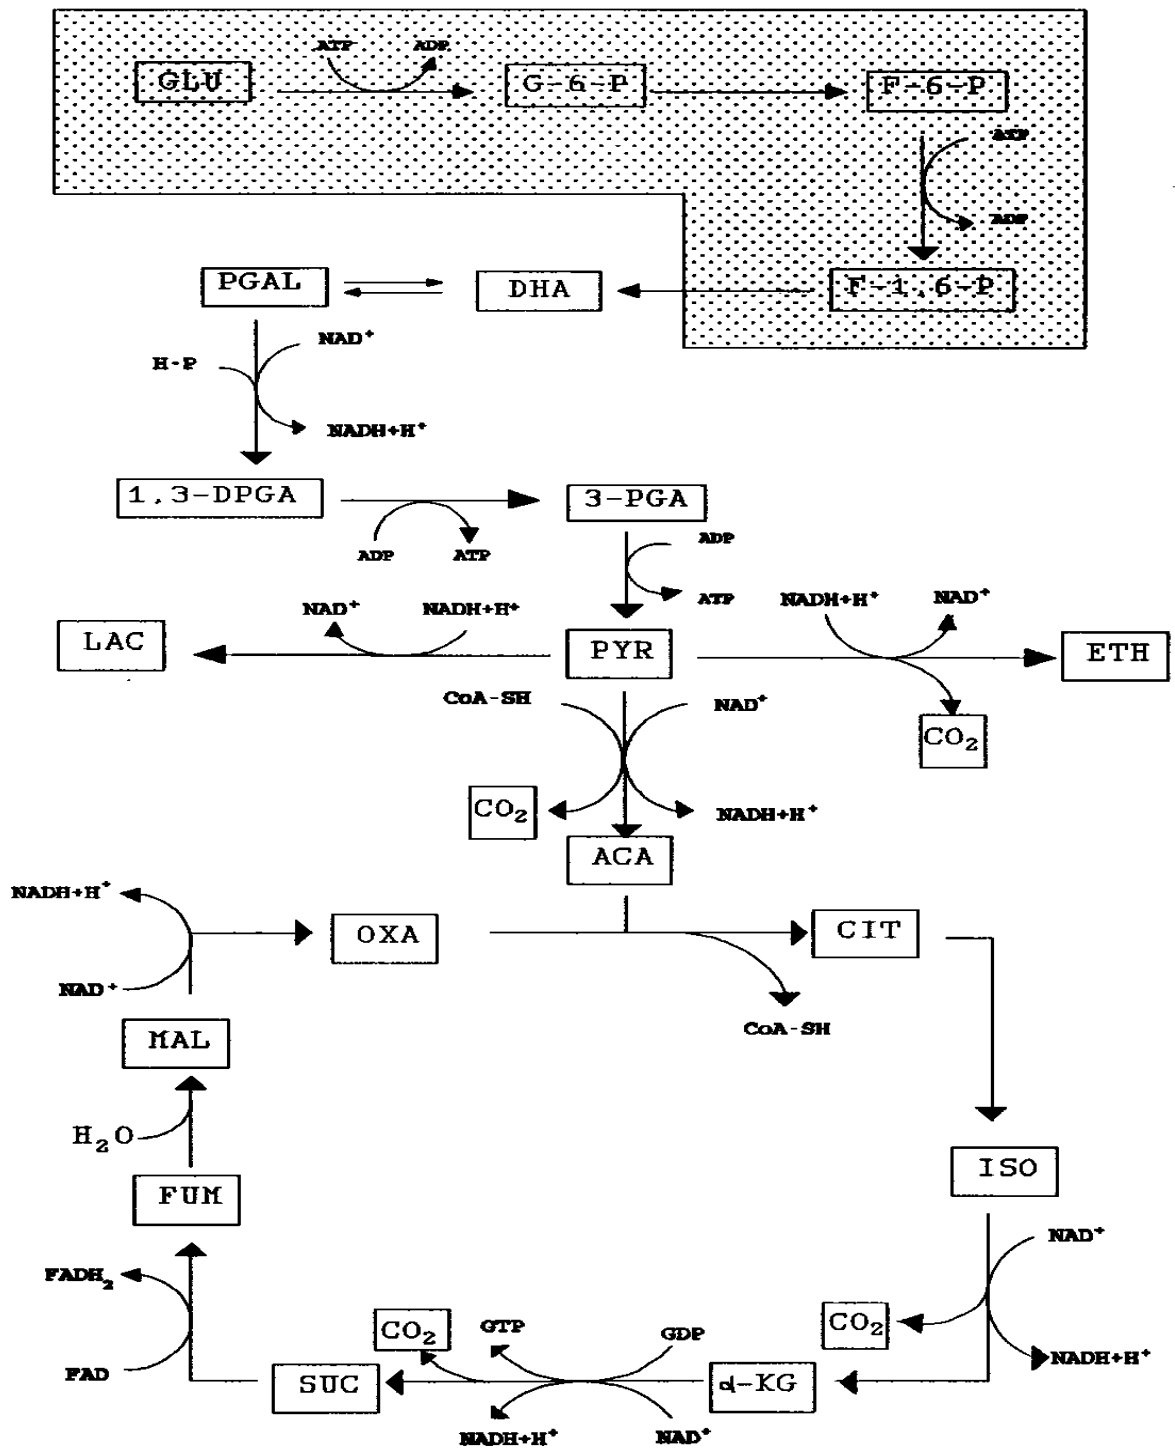 ATP ADP
GLU G-6-P F-6-P
ATP
ADP
PGAL DHA F-1,6-P
NAD⁺
H-P
NADH+H⁺
1,3-DPGA 3-PGA
ADP ATP
ADP
ATP
NAD⁺ NADH+H⁺
NADH+H⁺ NAD⁺
LAC PYR ETH
CoA-SH NAD⁺
CO₂
CO₂ NADH+H⁺
ACA
NADH+H⁺
OXA CIT
NAD⁺
CoA-SH
MAL
H₂O
ISO
FUM
NAD⁺
FADH₂
CO₂ GTP GDP CO₂
NADH+H⁺
FAD
SUC α-KG
NADH+H⁺ NAD⁺